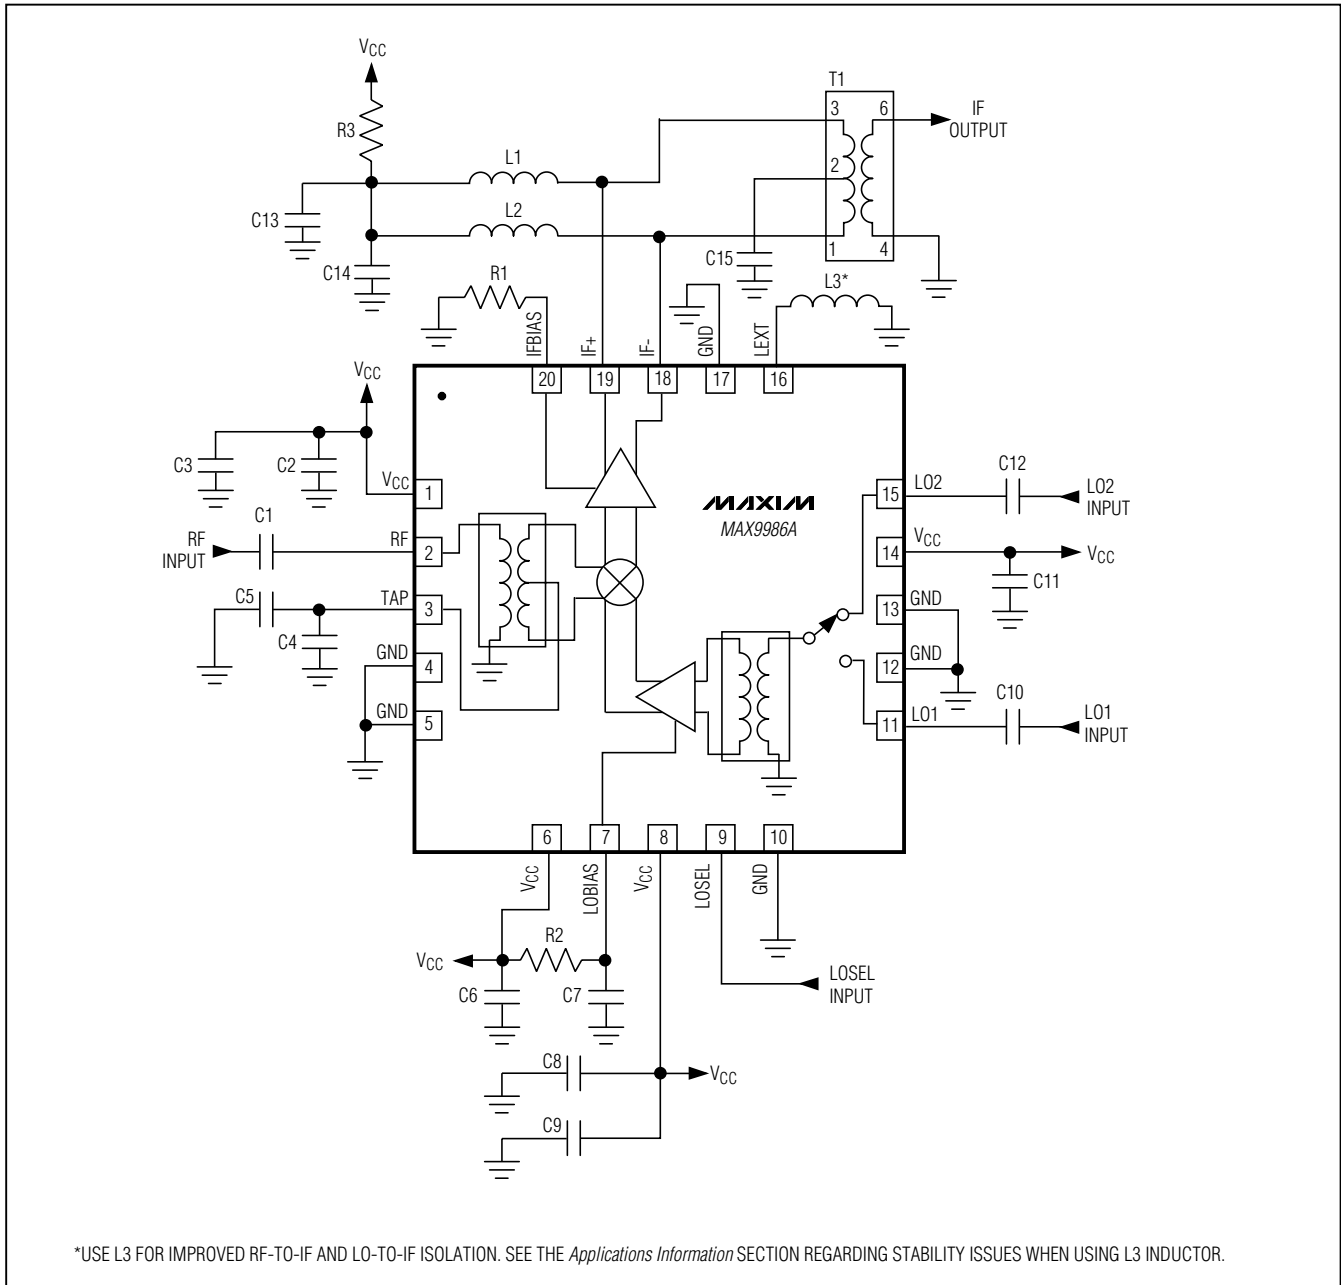 VCC
R3
L1
L2
C13
C14
R1
T1
3
6
2
1
4
IF
OUTPUT
C15
L3*
IFBIAS
IF+
IF-
GND
LEXT
20
19
18
17
16
VCC
C3
C2
VCC
1
C1
RF
INPUT
RF
2
C5
TAP
3
C4
GND
4
GND
5
MAXIM
MAX9986A
15
LO2
C12
LO2
INPUT
14
VCC
VCC
C11
13
GND
12
GND
C10
11
LO1
LO1
INPUT
6
7
8
9
10
VCC
LOBIAS
VCC
LOSEL
GND
VCC
R2
C6
C7
LOSEL
INPUT
C8
VCC
C9
*USE L3 FOR IMPROVED RF-TO-IF AND LO-TO-IF ISOLATION. SEE THE Applications Information SECTION REGARDING STABILITY ISSUES WHEN USING L3 INDUCTOR.